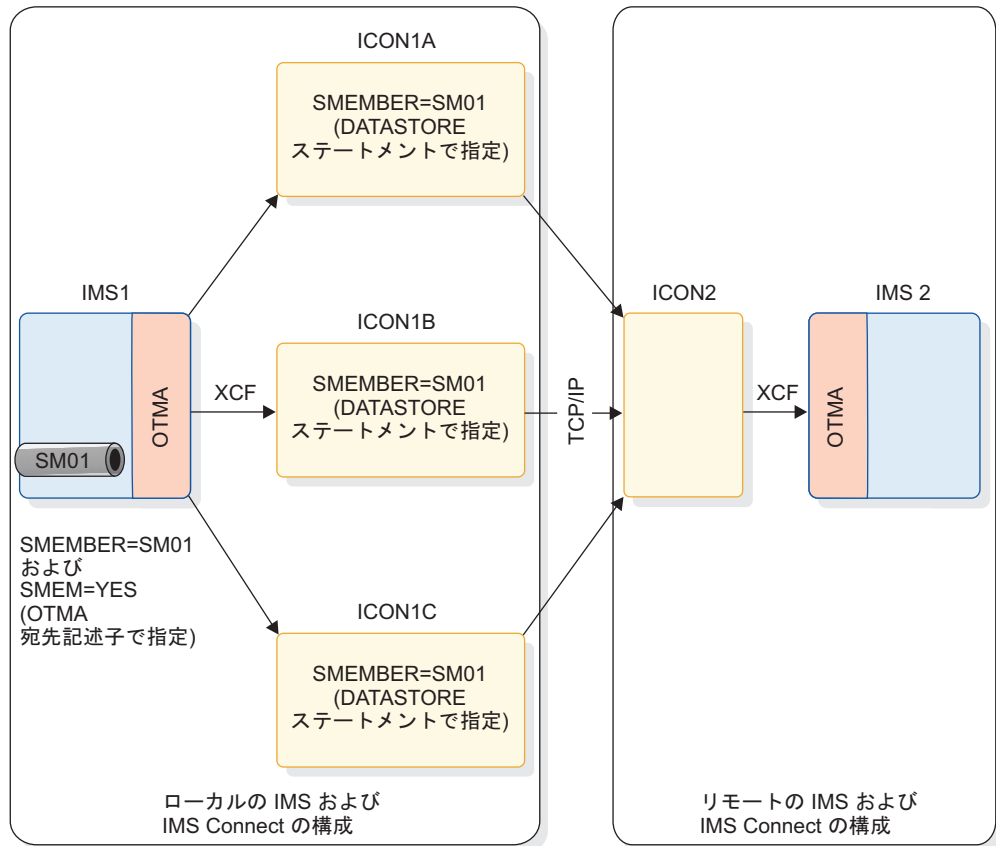 ICON1A
SMEMBER=SM01
(DATASTORE
ステートメントで指定)
IMS1
OTMA
SM01
XCF
ICON1B
SMEMBER=SM01
(DATASTORE
ステートメントで指定)
TCP/IP
ICON2
XCF
IMS 2
OTMA
SMEMBER=SM01
および
SMEM=YES
(OTMA
宛先記述子で指定)
ICON1C
SMEMBER=SM01
(DATASTORE
ステートメントで指定)
ローカルの IMS および
IMS Connect の構成
リモートの IMS および
IMS Connect の構成